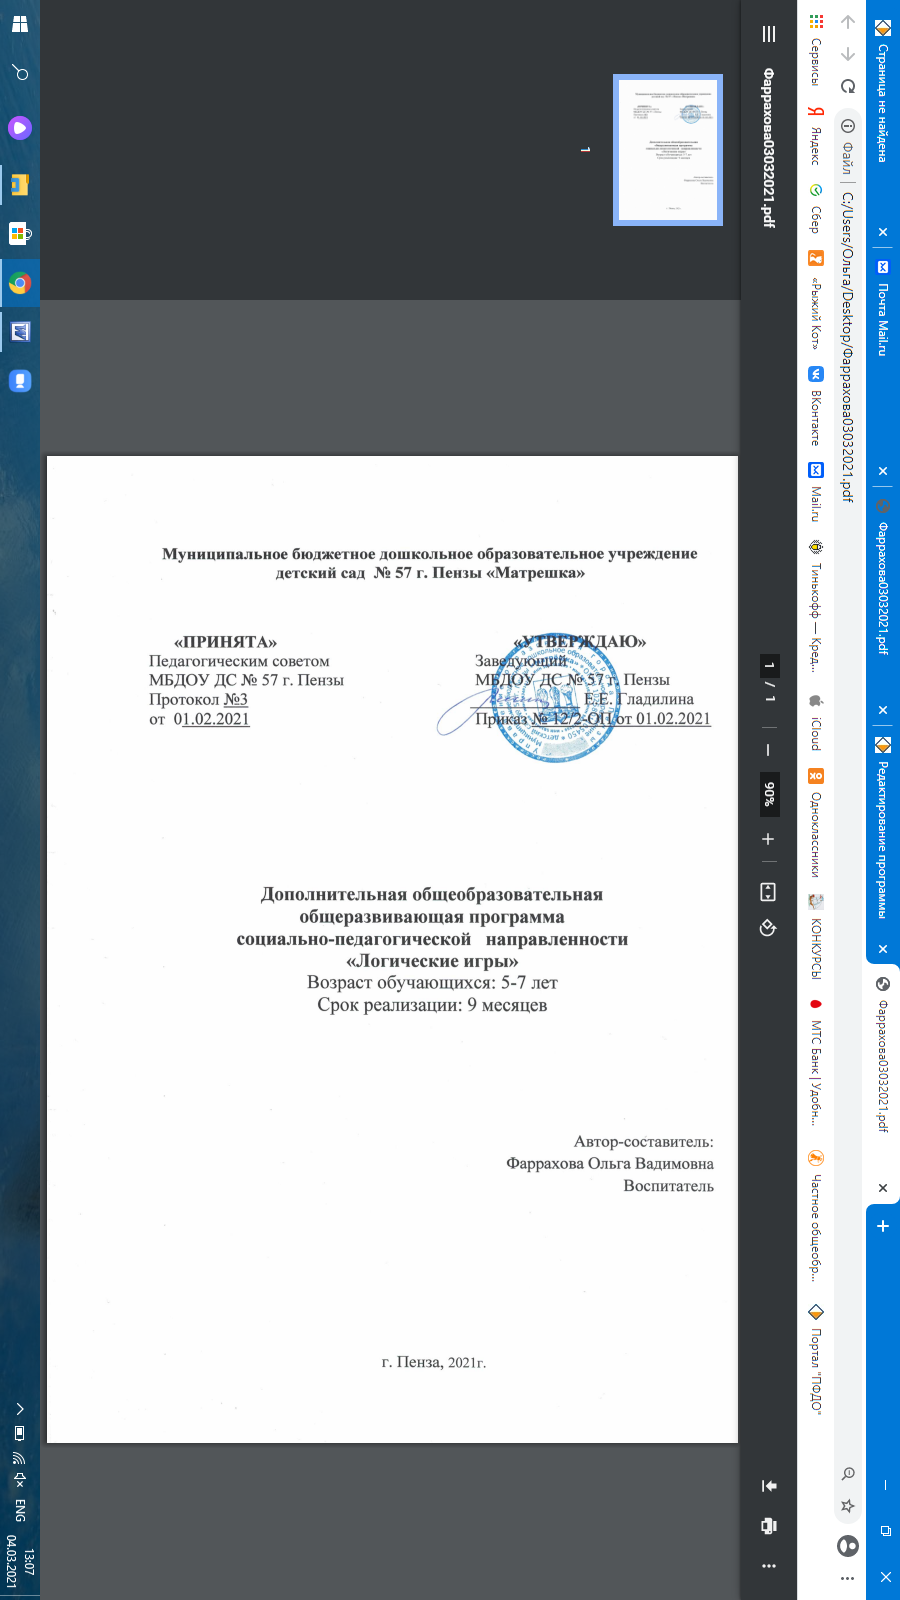 Страница не найдена
Почта Mail.ru
Фаррахова03032021.pdf
Редактирование программы
Фаррахова03032021.pdf
Файл
C:/Users/Ольга/Desktop/Фаррахова03032021.pdf
Сервисы
Яндекс
Сбер
«Рыжий Кот»
ВКонтакте
Mail.ru
Тинькофф — Кред...
iCloud
Одноклассники
КОНКУРСЫ
МТС Банк | Удобн...
Частное общеобр...
Портал "ПФДО"
Фаррахова03032021.pdf
1 / 1
90%
1
Муниципальное бюджетное дошкольное образовательное учреждение
детский сад № 57 г. Пензы «Матрешка»
«ПРИНЯТА»
Педагогическим советом
МБДОУ ДС № 57 г. Пензы
Протокол №3
от 01.02.2021
«УТВЕРЖДАЮ»
Заведующий
МБДОУ ДС № 57 г. Пензы
Е.Е. Гладилина
Приказ № 12/2-ОП от 01.02.2021
Дополнительная общеобразовательная
общеразвивающая программа
социально-педагогической направленности
«Логические игры»
Возраст обучающихся: 5-7 лет
Срок реализации: 9 месяцев
Автор-составитель:
Фаррахова Ольга Вадимовна
Воспитатель
г. Пенза, 2021г.
ENG
13:07
04.03.2021